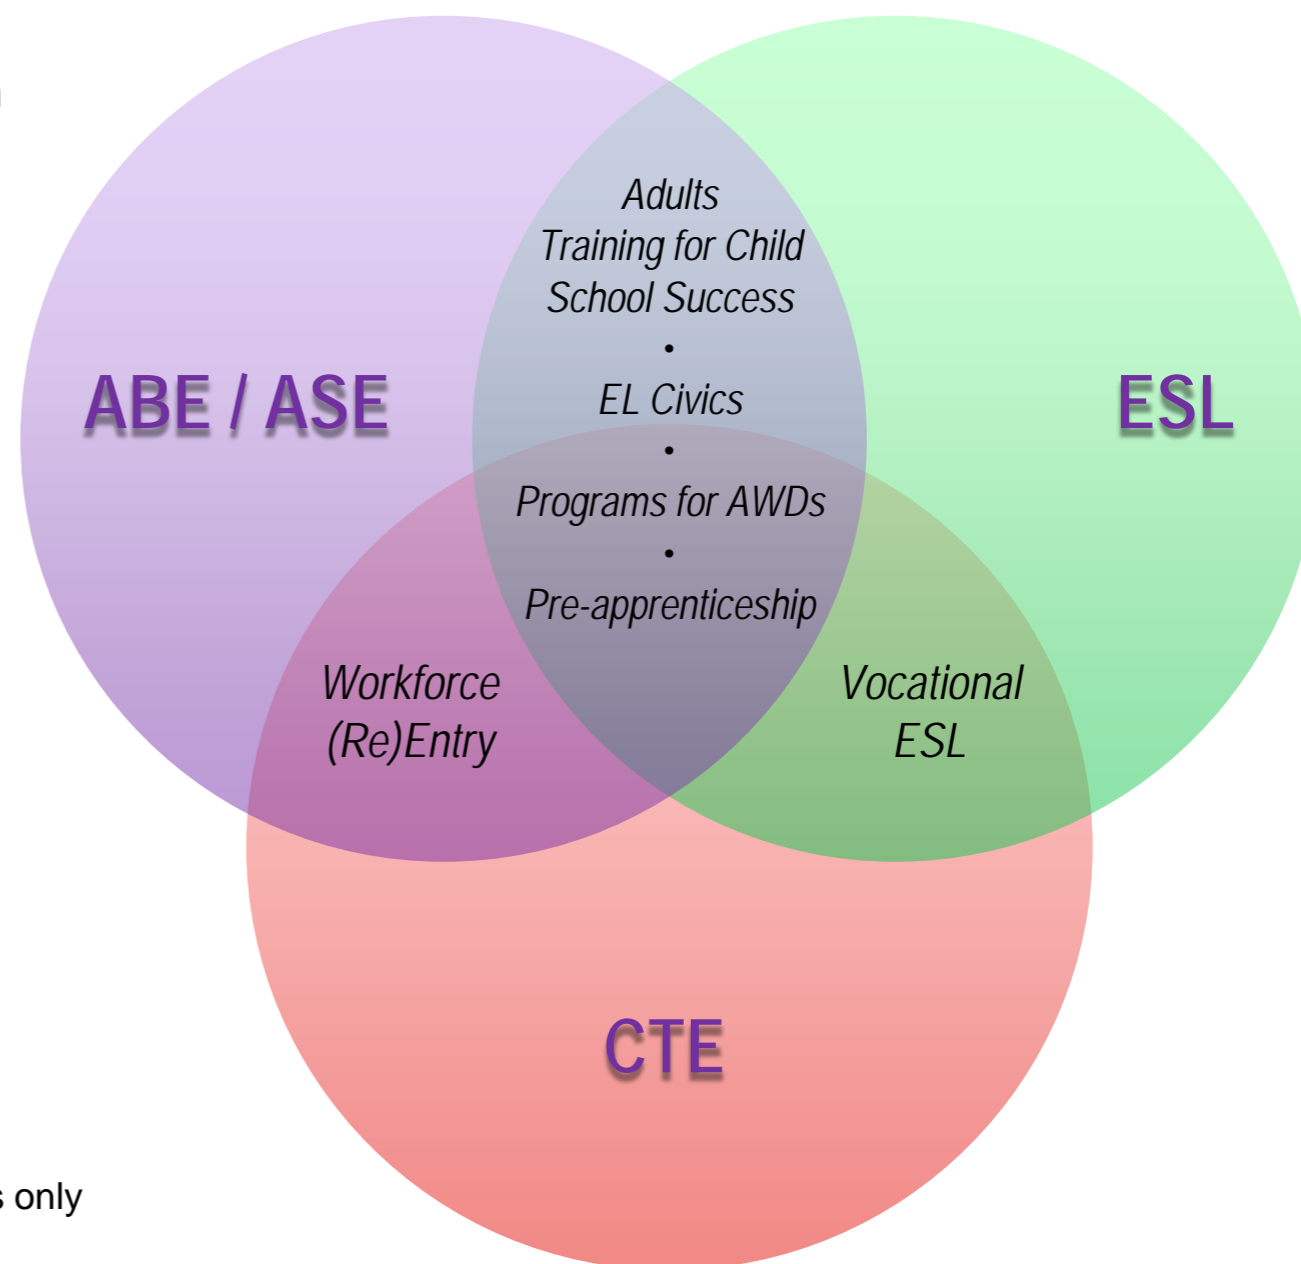 Adults
Training for Child
School Success
•
ABE / ASE
ESL
EL Civics
•
Programs for AWDs
•
Pre-apprenticeship
Workforce
(Re)Entry
Vocational
ESL
CTE
only